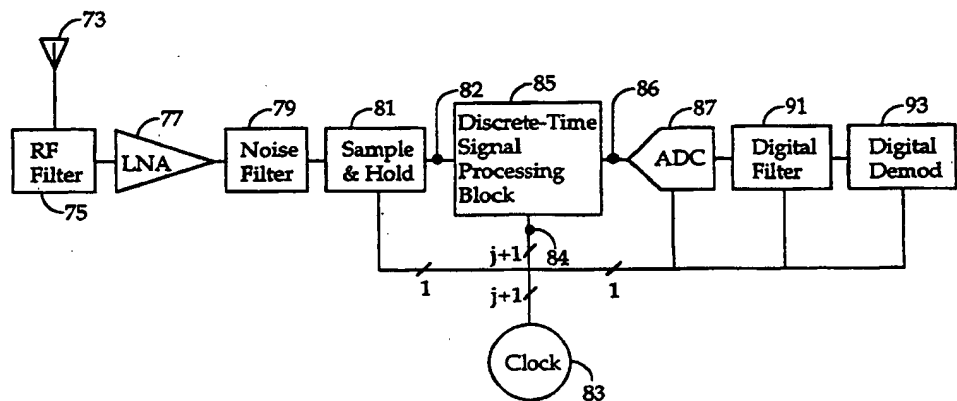 73
77
79
81
82
85
86
87
91
93
RF
Filter
75
LNA
Noise
Filter
Sample
& Hold
Discrete-Time
Signal
Processing
Block
ADC
Digital
Filter
Digital
Demod
j+1
84
1
1
j+1
Clock
83